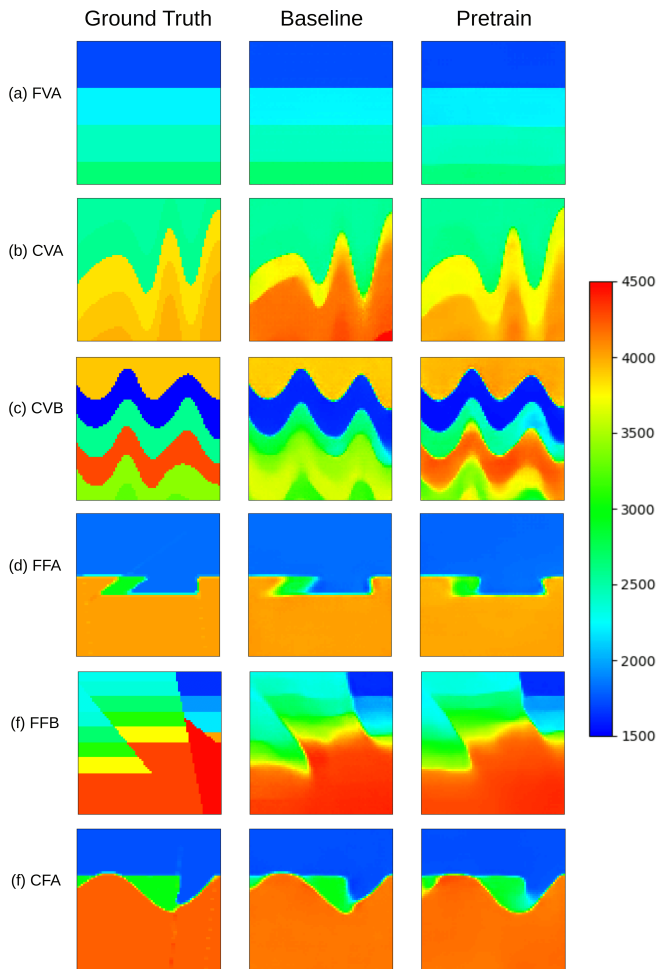 Ground Truth Baseline Pretrain
(a) FVA
(b) CVA
(c) CVB
(d) FFA
(f) FFB
(f) CFA
4500
4000
3500
3000
2500
2000
1500